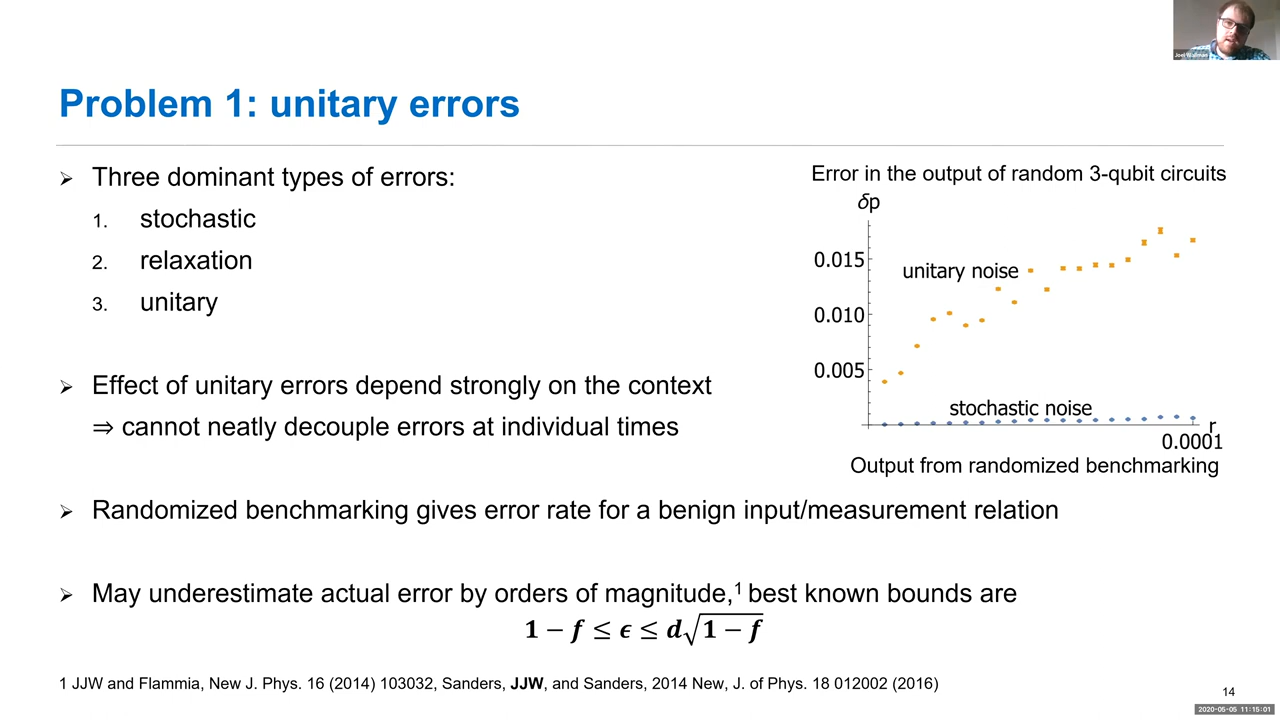 Joel Wallman
Problem 1: unitary errors
➢ Three dominant types of errors:
1. stochastic
2. relaxation
3. unitary
➢ Effect of unitary errors depend strongly on the context
⇒ cannot neatly decouple errors at individual times
➢ Randomized benchmarking gives error rate for a benign input/measurement relation
➢ May underestimate actual error by orders of magnitude,¹ best known bounds are
1 − f ≤ ϵ ≤ d√(1 − f)
Error in the output of random 3-qubit circuits
δp
0.015
unitary noise
0.010
0.005
stochastic noise
r
0.0001
Output from randomized benchmarking
1 JJW and Flammia, New J. Phys. 16 (2014) 103032, Sanders, JJW, and Sanders, 2014 New, J. of Phys. 18 012002 (2016)
14
2020-05-05 11:15:01